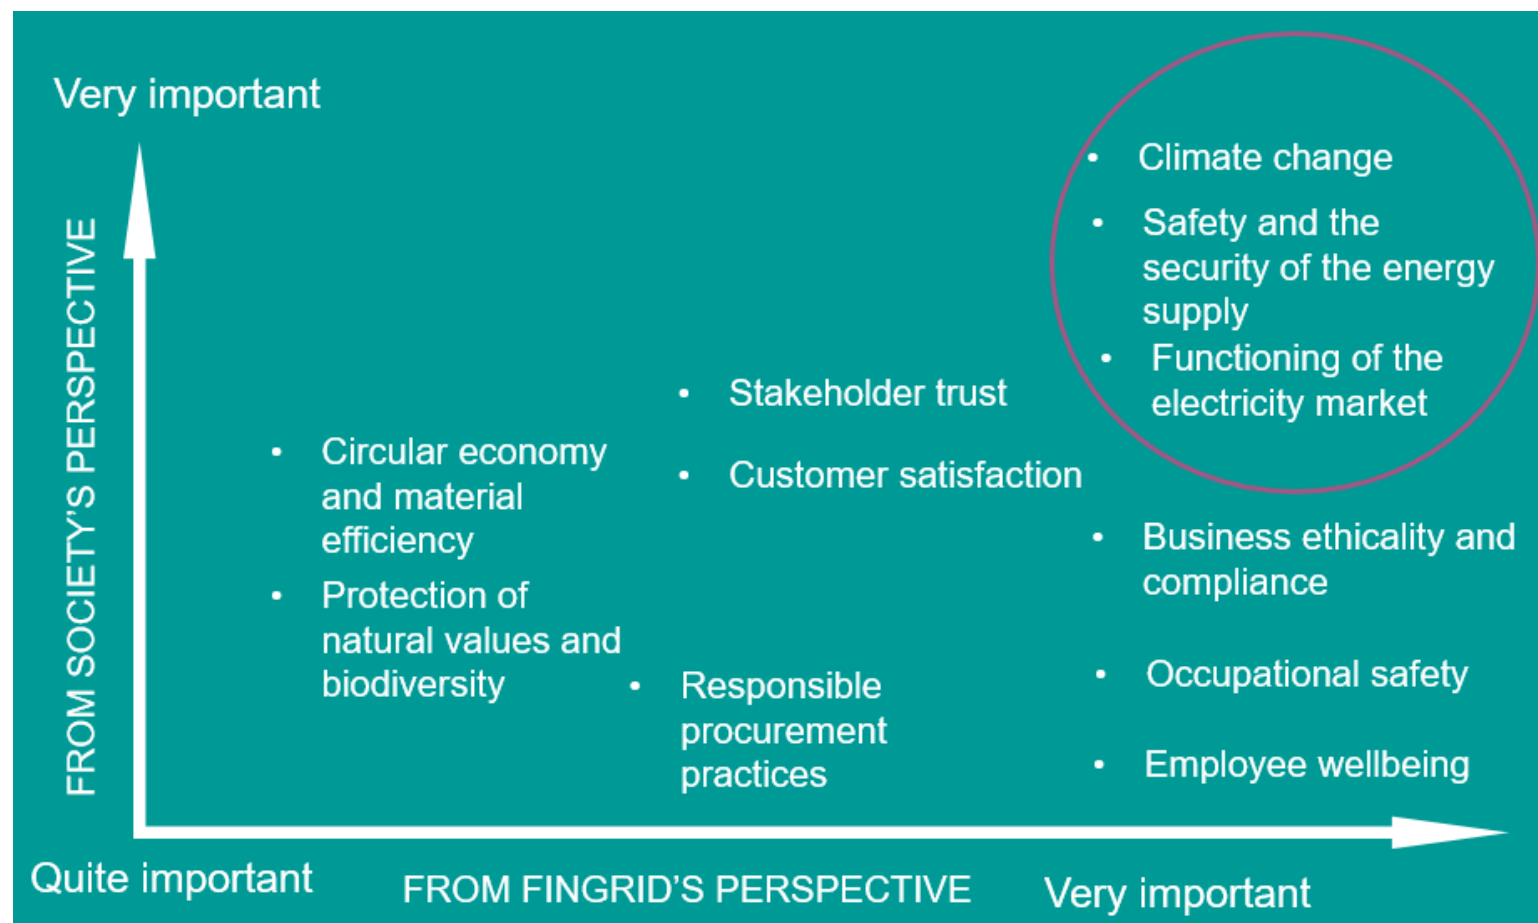 Very important
FROM SOCIETY'S PERSPECTIVE
• Climate change
• Safety and the
security of the energy
supply
• Functioning of the
electricity market
• Stakeholder trust
• Customer satisfaction
• Circular economy
and material
efficiency
• Protection of
natural values and
biodiversity
• Responsible
procurement
practices
• Business ethicality and
compliance
• Occupational safety
• Employee wellbeing
Quite important
FROM FINGRID'S PERSPECTIVE
Very important